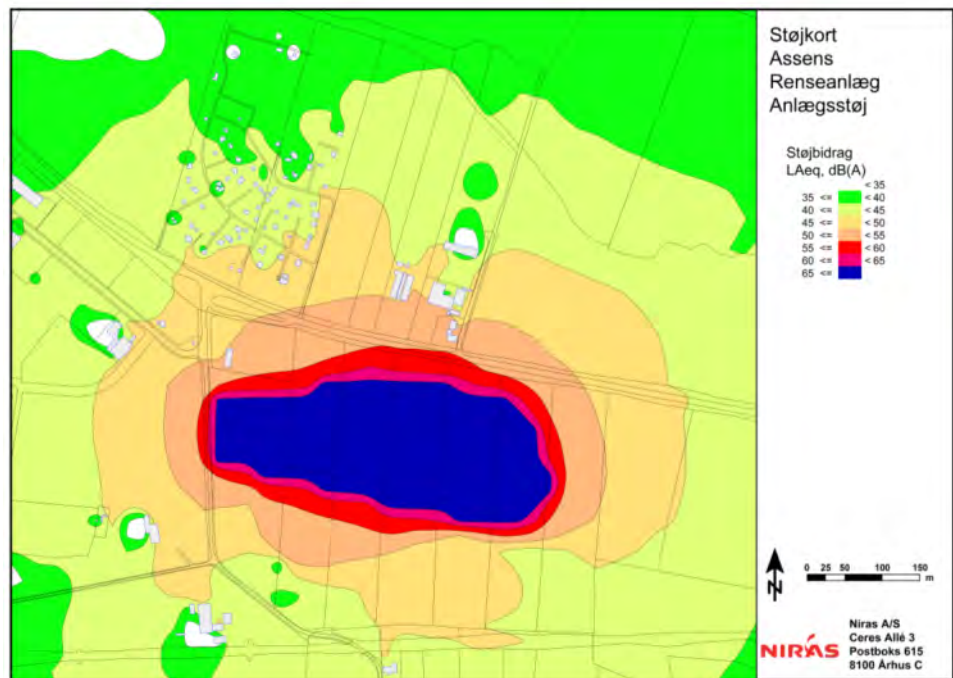 Støjkort
Assens
Renseanlæg
Anlægsstøj
Støjbidrag
LAeq, dB(A)
< 35
35 <= < 40
40 <= < 45
45 <= < 50
50 <= < 55
55 <= < 60
60 <= < 65
65 <=
N
0 25 50 100 150
m
NIRAS
Niras A/S
Ceres Allé 3
Postboks 615
8100 Århus C